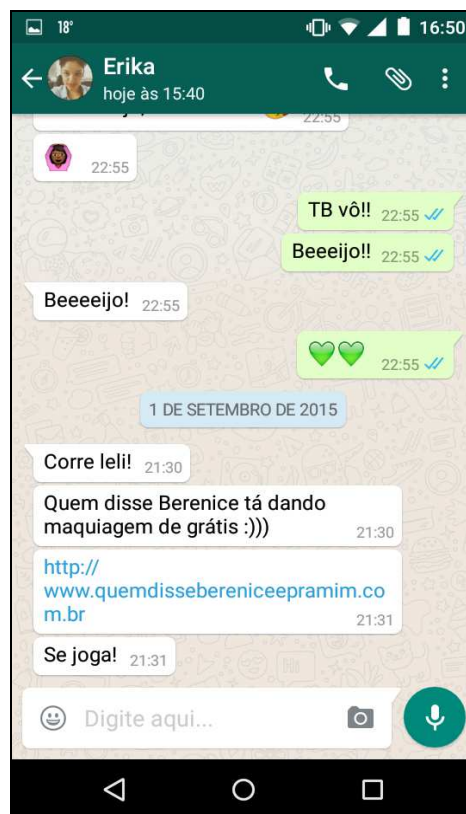 18°
16:50
Erika
hoje às 15:40
22:55
22:55
TB vô!! 22:55
Beeeijo!! 22:55
Beeeeijo! 22:55
22:55
1 DE SETEMBRO DE 2015
Corre leli! 21:30
Quem disse Berenice tá dando
maquiagem de grátis :))) 21:30
http://
www.quemdissebereniceepramim.co
m.br 21:31
Se joga! 21:31
Digite aqui...